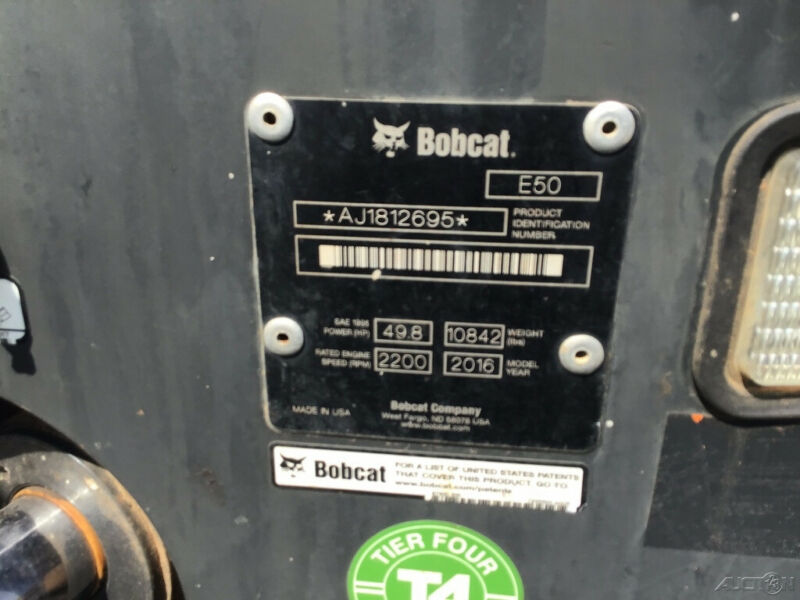 Bobcat.
E50
*AJ1812695*
PRODUCT
IDENTIFICATION
NUMBER
SAE 1995
POWER (HP)
49.8
10842
WEIGHT
(lbs)
RATED ENGINE
SPEED (RPM)
2200
2016
MODEL
YEAR
MADE IN USA
Bobcat Company
West Fargo, ND 58078 USA
www.bobcat.com
Bobcat
FOR A LIST OF UNITED STATES PATENTS
THAT COVER THIS PRODUCT, GO TO
www.bobcat.com/patents
TIER FOUR
T4